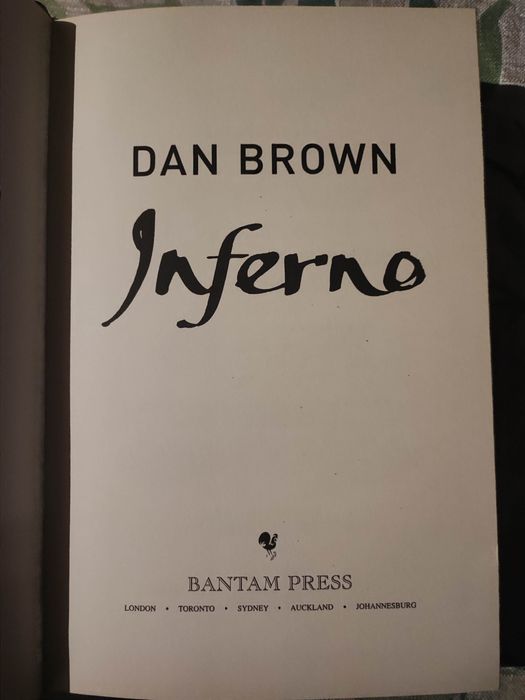 DAN BROWN
Inferno
BANTAM PRESS
LONDON • TORONTO • SYDNEY • AUCKLAND • JOHANNESBURG